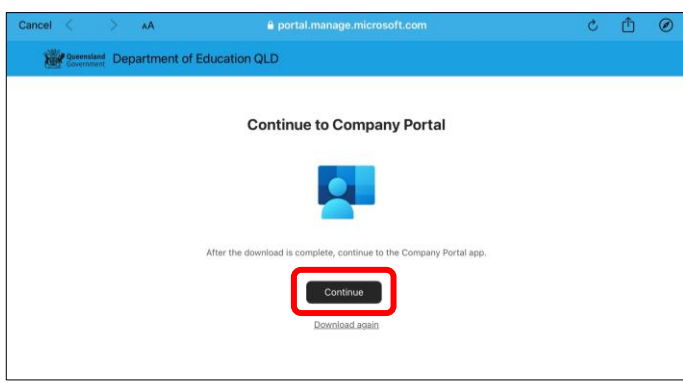 Cancel AA portal.manage.microsoft.com
Queensland Government Department of Education QLD
Continue to Company Portal
After the download is complete, continue to the Company Portal app.
Continue
Download again